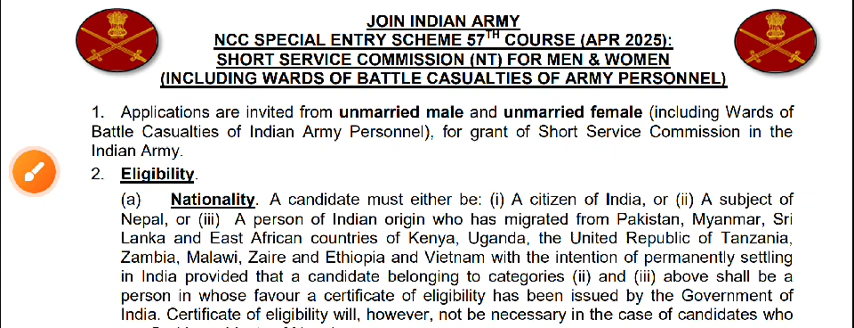 JOIN INDIAN ARMY
NCC SPECIAL ENTRY SCHEME 57TH COURSE (APR 2025):
SHORT SERVICE COMMISSION (NT) FOR MEN & WOMEN
(INCLUDING WARDS OF BATTLE CASUALTIES OF ARMY PERSONNEL)
1. Applications are invited from unmarried male and unmarried female (including Wards of
Battle Casualties of Indian Army Personnel), for grant of Short Service Commission in the
Indian Army.
2. Eligibility.
(a) Nationality. A candidate must either be: (i) A citizen of India, or (ii) A subject of
Nepal, or (iii) A person of Indian origin who has migrated from Pakistan, Myanmar, Sri
Lanka and East African countries of Kenya, Uganda, the United Republic of Tanzania,
Zambia, Malawi, Zaire and Ethiopia and Vietnam with the intention of permanently settling
in India provided that a candidate belonging to categories (ii) and (iii) above shall be a
person in whose favour a certificate of eligibility has been issued by the Government of
India. Certificate of eligibility will, however, not be necessary in the case of candidates who